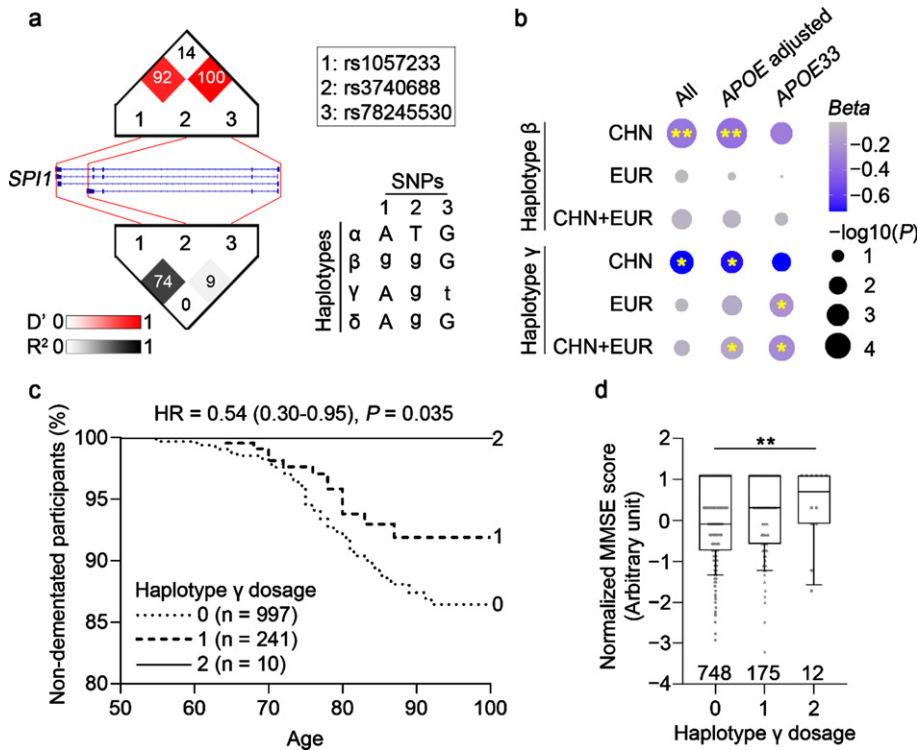 a
14
92 100
1 2 3
1: rs1057233
2: rs3740688
3: rs78245530
SPI1
1 2 3
74 9
0
D' 0 1
R² 0 1
SNPs
1 2 3
Haplotypes
α A T G
β g g G
γ A g t
δ A g G
b
All
APOE adjusted
APOE33
Haplotype β
CHN ** **
EUR
CHN+EUR
Haplotype γ
CHN * *
EUR *
CHN+EUR * *
Beta
−0.2
−0.4
−0.6
−log10(P)
1
2
3
4
c
HR = 0.54 (0.30-0.95), P = 0.035
Non-demented participants (%)
100
95
90
85
80
2
1
0
Haplotype γ dosage
0 (n = 997)
1 (n = 241)
2 (n = 10)
50 60 70 80 90 100
Age
d
**
Normalized MMSE score
(Arbitrary unit)
2
1
0
−1
−2
−3
−4
748 175 12
0 1 2
Haplotype γ dosage